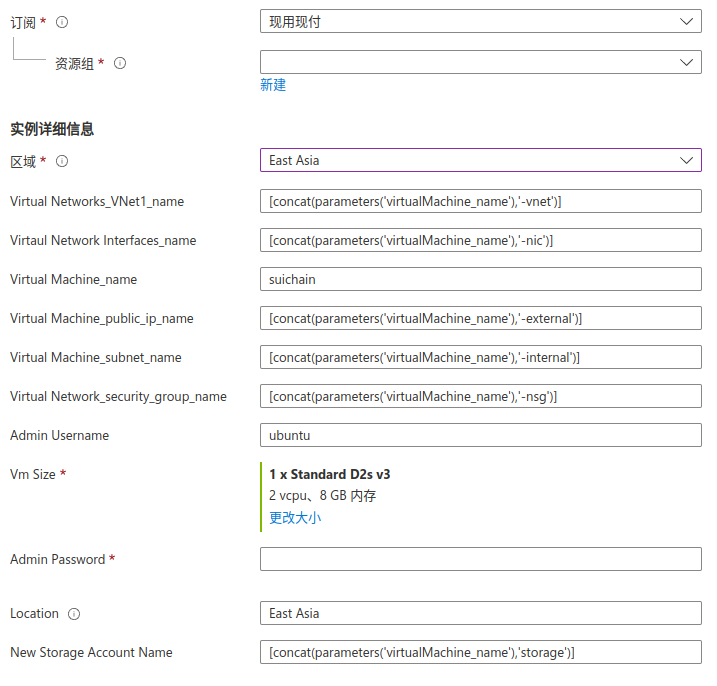 订阅 * 现用现付
资源组 *
新建
实例详细信息
区域 * East Asia
Virtual Networks_VNet1_name [concat(parameters('virtualMachine_name'),'-vnet')]
Virtaul Network Interfaces_name [concat(parameters('virtualMachine_name'),'-nic')]
Virtual Machine_name suichain
Virtual Machine_public_ip_name [concat(parameters('virtualMachine_name'),'-external')]
Virtual Machine_subnet_name [concat(parameters('virtualMachine_name'),'-internal')]
Virtual Network_security_group_name [concat(parameters('virtualMachine_name'),'-nsg')]
Admin Username ubuntu
Vm Size * 1 x Standard D2s v3
2 vcpu、8 GB 内存
更改大小
Admin Password *
Location East Asia
New Storage Account Name [concat(parameters('virtualMachine_name'),'storage')]